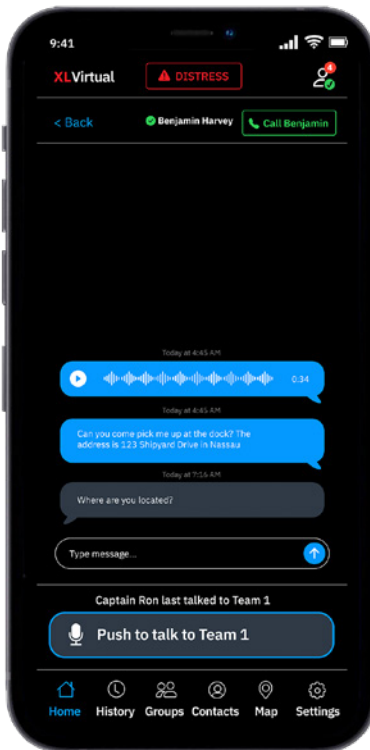 9:41
XLVirtual
DISTRESS
4
< Back
Benjamin Harvey
Call Benjamin
Today at 4:45 AM
0:34
Today at 4:45 AM
Can you come pick me up at the dock? The
address is 123 Shipyard Drive in Nassau
Today at 7:16 AM
Where are you located?
Type message...
Captain Ron last talked to Team 1
Push to talk to Team 1
Home History Groups Contacts Map Settings